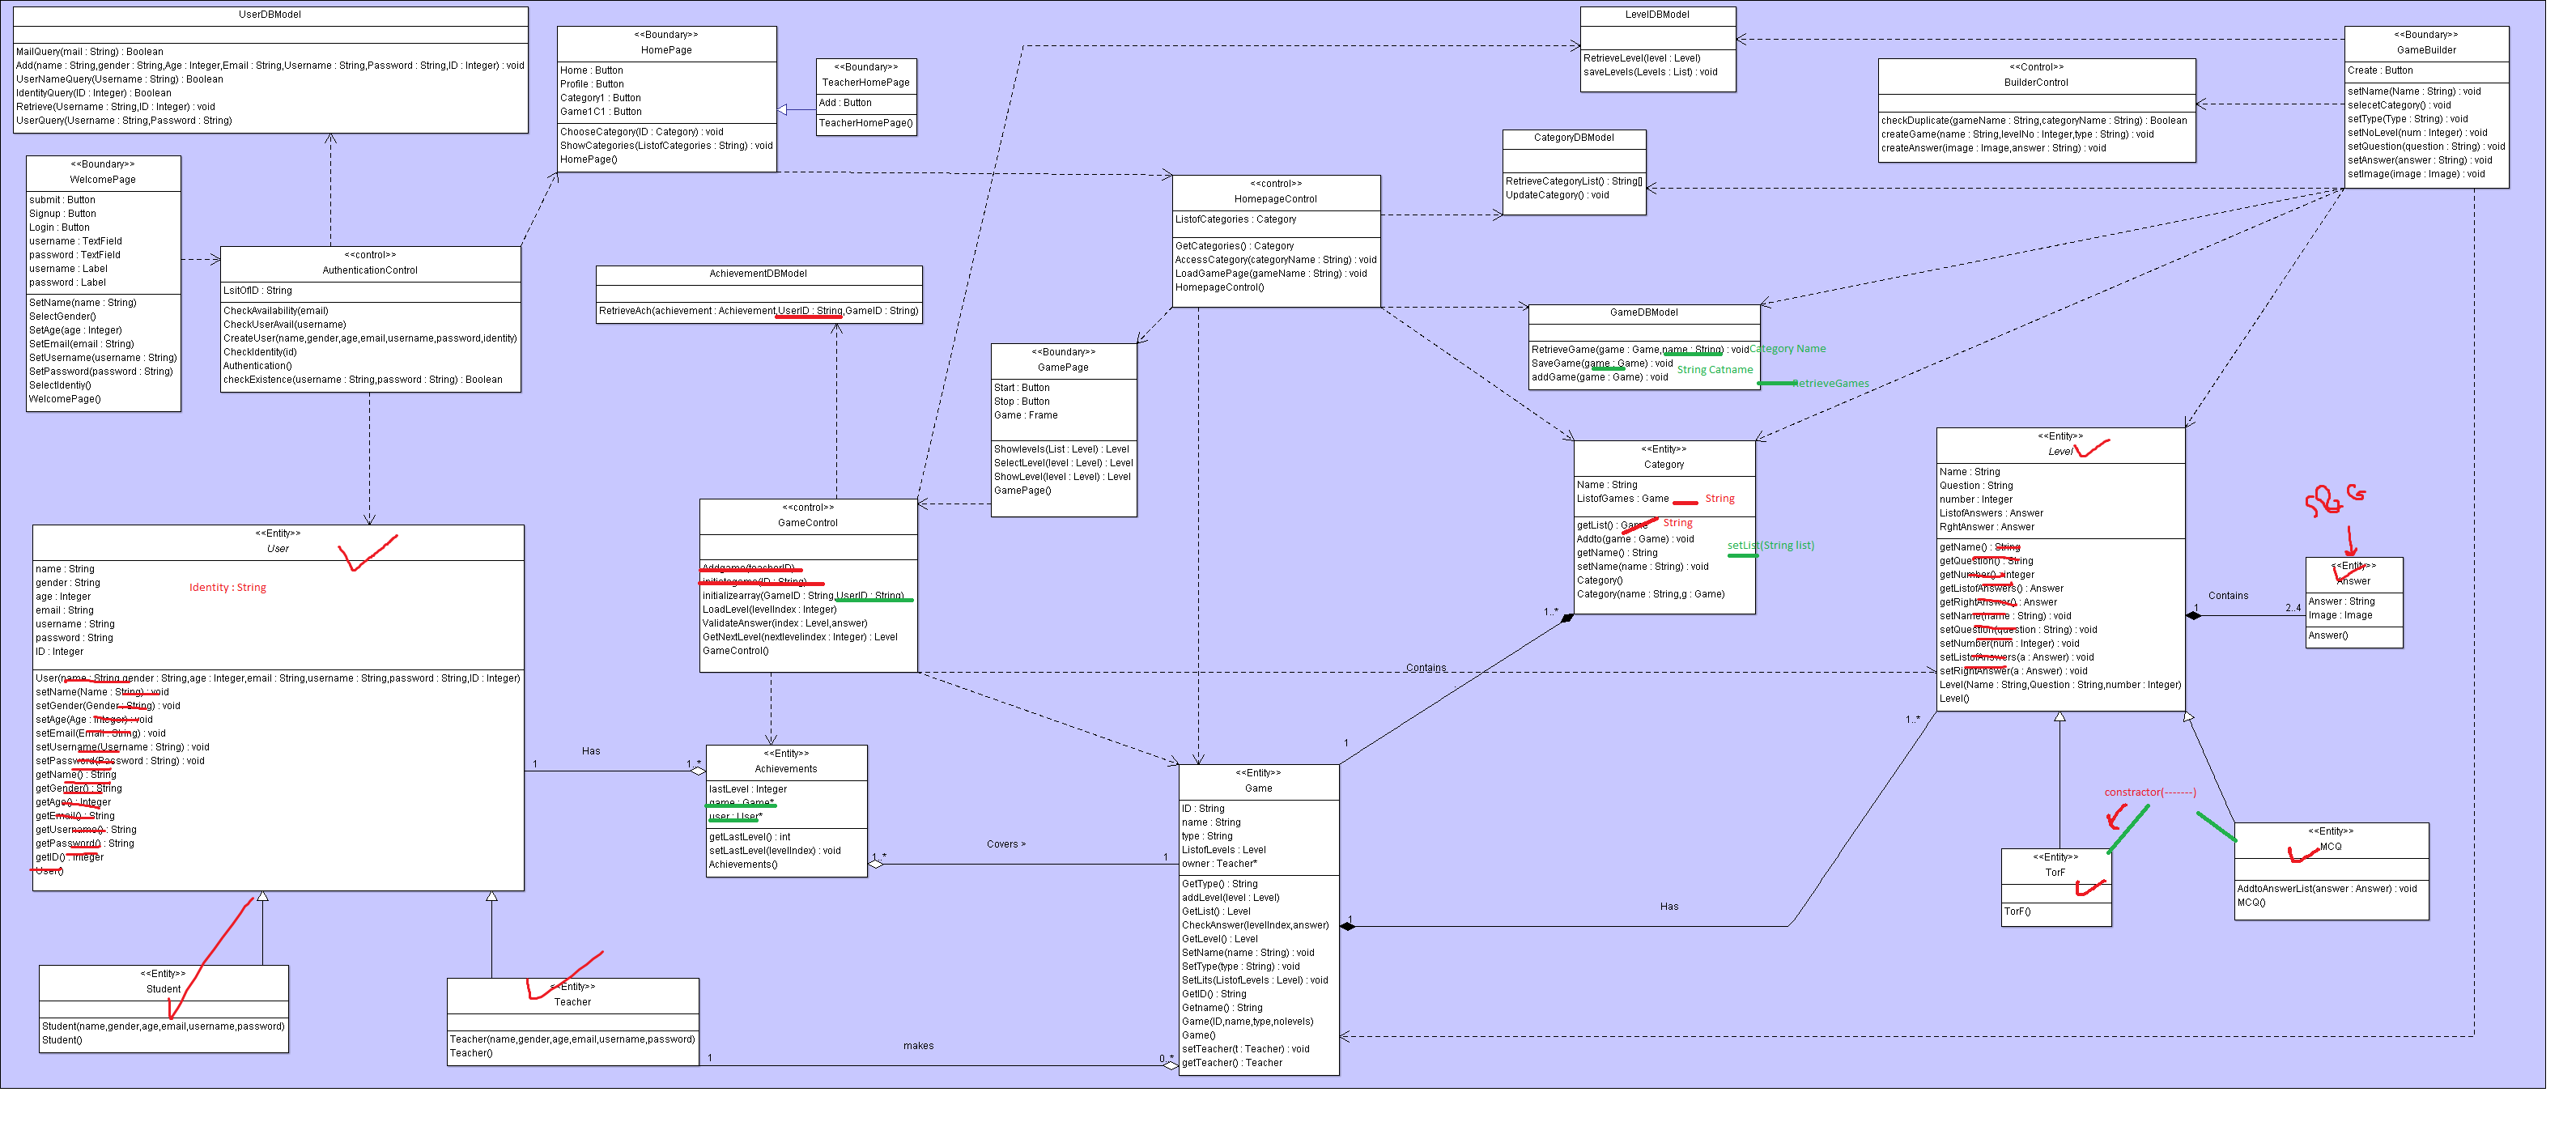 UserDBModel
MailQuery(mail : String) : Boolean
Add(name : String,gender : String,Age : Integer,Email : String,Username : String,Password : String,ID : Integer) : void
UserNameQuery(Username : String) : Boolean
IdentityQuery(ID : Integer) : Boolean
Retrieve(Username : String,ID : Integer) : void
UserQuery(Username : String,Password : String)
<<Boundary>>
HomePage
Home : Button
Profile : Button
Category1 : Button
Game1C1 : Button
ChooseCategory(ID : Category) : void
ShowCategories(ListofCategories : String) : void
HomePage()
<<Boundary>>
TeacherHomePage
Add : Button
TeacherHomePage()
LevelDBModel
RetrieveLevel(level : Level)
saveLevels(Levels : List) : void
<<Control>>
BuilderControl
checkDuplicate(gameName : String,categoryName : String) : Boolean
createGame(name : String,levelNo : Integer,type : String) : void
createAnswer(image : Image,answer : String) : void
<<Boundary>>
GameBuilder
Create : Button
setName(Name : String) : void
selecetCategory() : void
setType(Type : String) : void
setNoLevel(num : Integer) : void
setQuestion(question : String) : void
setAnswer(answer : String) : void
setImage(image : Image) : void
CategoryDBModel
RetrieveCategoryList() : String[]
UpdateCategory() : void
<<Boundary>>
WelcomePage
submit : Button
Signup : Button
Login : Button
username : TextField
password : TextField
username : Label
password : Label
SetName(name : String)
SelectGender()
SetAge(age : Integer)
SetEmail(email : String)
SetUsername(username : String)
SetPassword(password : String)
SelectIdentiy()
WelcomePage()
<<control>>
AuthenticationControl
LsitOfID : String
CheckAvailability(email)
CheckUserAvail(username)
CreateUser(name,gender,age,email,username,password,identity)
CheckIdentity(id)
Authentication()
checkExistence(username : String,password : String) : Boolean
<<control>>
HomepageControl
ListofCategories : Category
GetCategories() : Category
AccessCategory(categoryName : String) : void
LoadGamePage(gameName : String) : void
HomepageControl()
AchievementDBModel
RetrieveAch(achievement : Achievement,UserID : String,GameID : String)
GameDBModel
RetrieveGame(game : Game,name : String) : void
Category Name
SaveGame(game : Game) : void
String Catname
addGame(game : Game) : void
RetrieveGames
<<Boundary>>
GamePage
Start : Button
Stop : Button
Game : Frame
Showlevels(List : Level) : Level
SelectLevel(level : Level) : Level
ShowLevel(level : Level) : Level
GamePage()
<<Entity>>
Category
Name : String
ListofGames : Game
String
getList() : Game
String
Addto(game : Game) : void
getName() : String
setName(name : String) : void
Category()
Category(name : String,g : Game)
setList(String list)
<<Entity>>
Level
Name : String
Question : String
number : Integer
ListofAnswers : Answer
RghtAnswer : Answer
getName() : String
getQuestion() : String
getNumber() : Integer
getListofAnswers() : Answer
getRightAnswer() : Answer
setName(name : String) : void
setQuestion(question : String) : void
setNumber(num : Integer) : void
setListofAnswers(a : Answer) : void
setRightAnswer(a : Answer) : void
Level(Name : String,Question : String,number : Integer)
Level()
<<Entity>>
Answer
Answer : String
Image : Image
Answer()
Contains
1
2..4
<<control>>
GameControl
Addgame(teacherID)
initiategame(ID : String)
initializearray(GameID : String,UserID : String)
LoadLevel(levelIndex : Integer)
ValidateAnswer(index : Level,answer)
GetNextLevel(nextlevelindex : Integer) : Level
GameControl()
<<Entity>>
User
name : String
gender : String
Identity : String
age : Integer
email : String
username : String
password : String
ID : Integer
User(name : String,gender : String,age : Integer,email : String,username : String,password : String,ID : Integer)
setName(Name : String) : void
setGender(Gender : String) : void
setAge(Age : Integer) : void
setEmail(Email : String) : void
setUsername(Username : String) : void
setPassword(Password : String) : void
getName() : String
getGender() : String
getAge() : Integer
getEmail() : String
getUsername() : String
getPassword() : String
getID() : Integer
User()
1..*
Contains
1
1..*
Has
1
1..*
<<Entity>>
Achievements
lastLevel : Integer
game : Game*
user : User*
getLastLevel() : int
setLastLevel(levelIndex) : void
Achievements()
1..*
Covers >
1
<<Entity>>
Game
ID : String
name : String
type : String
ListofLevels : Level
owner : Teacher*
GetType() : String
addLevel(level : Level)
GetList() : Level
CheckAnswer(levelIndex,answer)
GetLevel() : Level
SetName(name : String) : void
SetType(type : String) : void
SetLits(ListofLevels : Level) : void
GetID() : String
Getname() : String
Game(ID,name,type,nolevels)
Game()
setTeacher(t : Teacher) : void
getTeacher() : Teacher
1
Has
constractor(-------)
<<Entity>>
TorF
TorF()
<<Entity>>
MCQ
AddtoAnswerList(answer : Answer) : void
MCQ()
<<Entity>>
Student
Student(name,gender,age,email,username,password)
Student()
<<Entity>>
Teacher
Teacher(name,gender,age,email,username,password)
Teacher()
1
makes
0..*